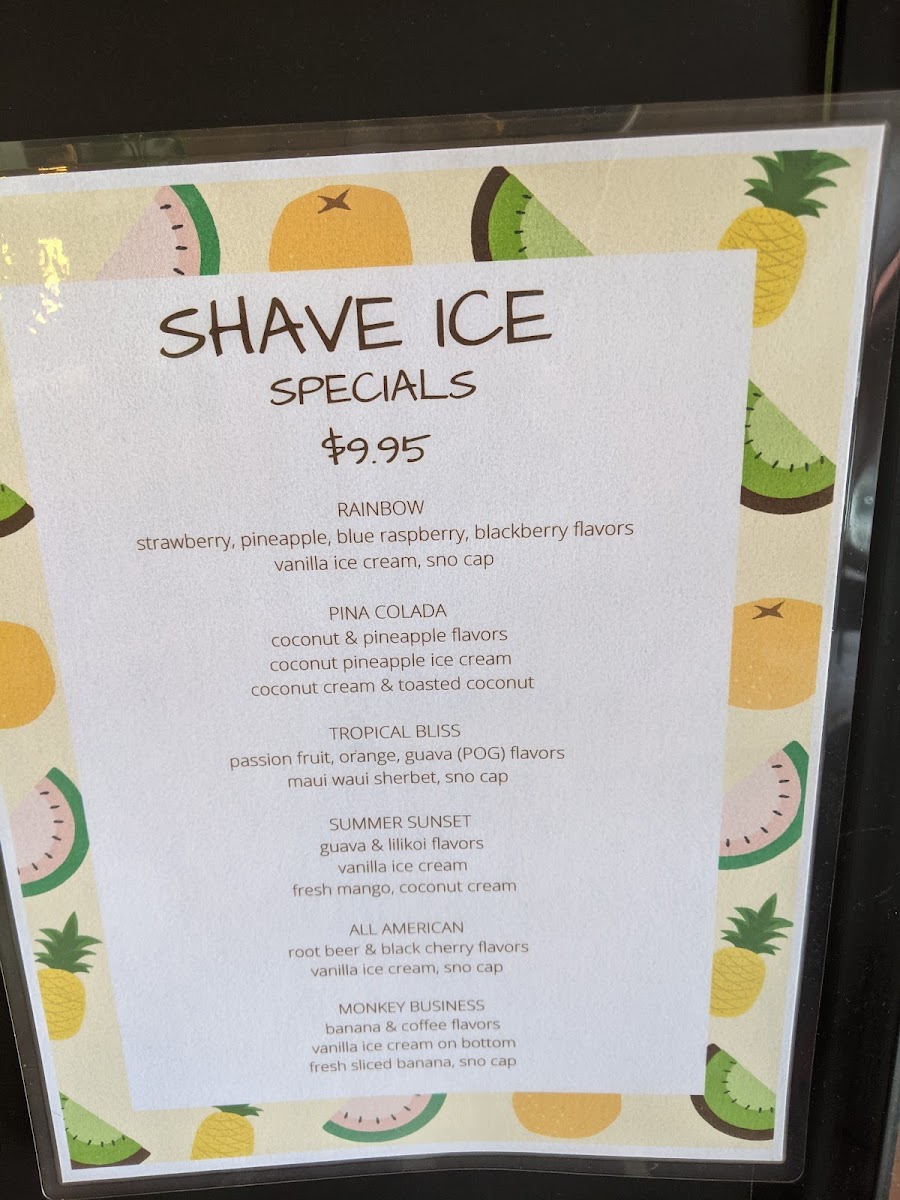 SHAVE ICE
SPECIALS
$9.95
RAINBOW
strawberry, pineapple, blue raspberry, blackberry flavors
vanilla ice cream, sno cap
PINA COLADA
coconut & pineapple flavors
coconut pineapple ice cream
coconut cream & toasted coconut
TROPICAL BLISS
passion fruit, orange, guava (POG) flavors
maui waui sherbet, sno cap
SUMMER SUNSET
guava & lilikoi flavors
vanilla ice cream
fresh mango, coconut cream
ALL AMERICAN
root beer & black cherry flavors
vanilla ice cream, sno cap
MONKEY BUSINESS
banana & coffee flavors
vanilla ice cream on bottom
fresh sliced banana, sno cap